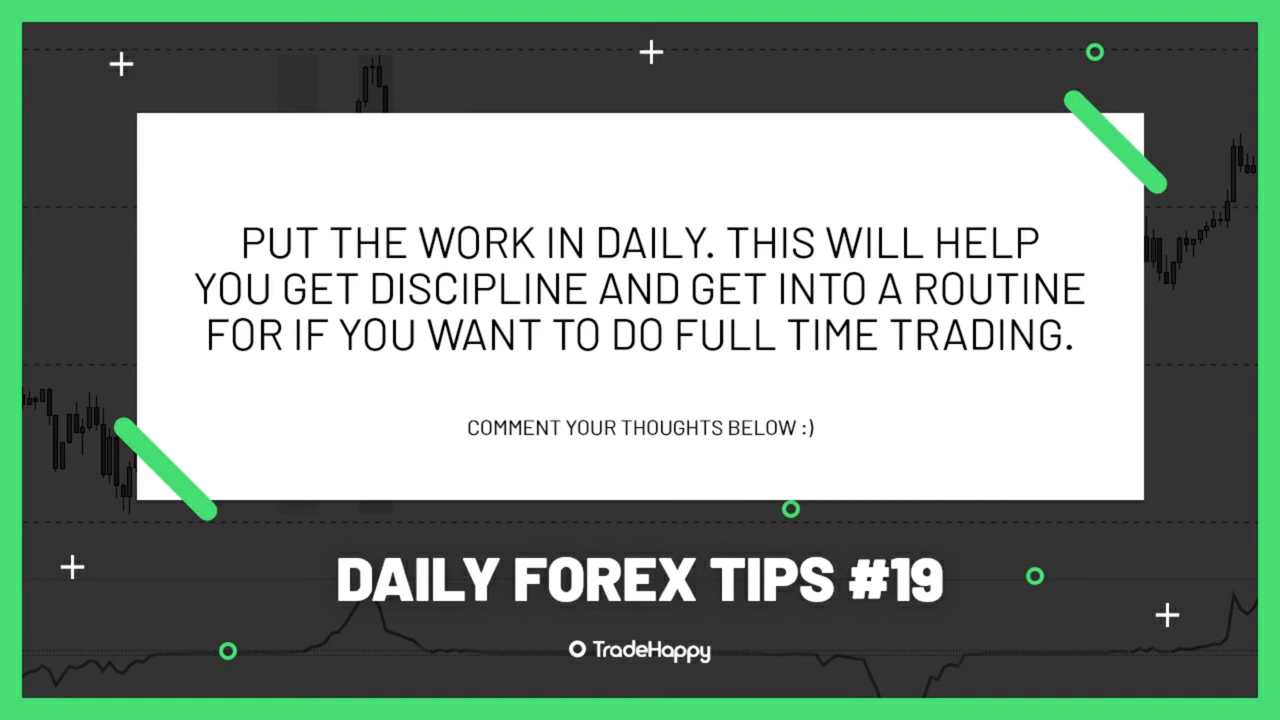 PUT THE WORK IN DAILY. THIS WILL HELP
YOU GET DISCIPLINE AND GET INTO A ROUTINE
FOR IF YOU WANT TO DO FULL TIME TRADING.
COMMENT YOUR THOUGHTS BELOW :)
DAILY FOREX TIPS #19
TradeHappy